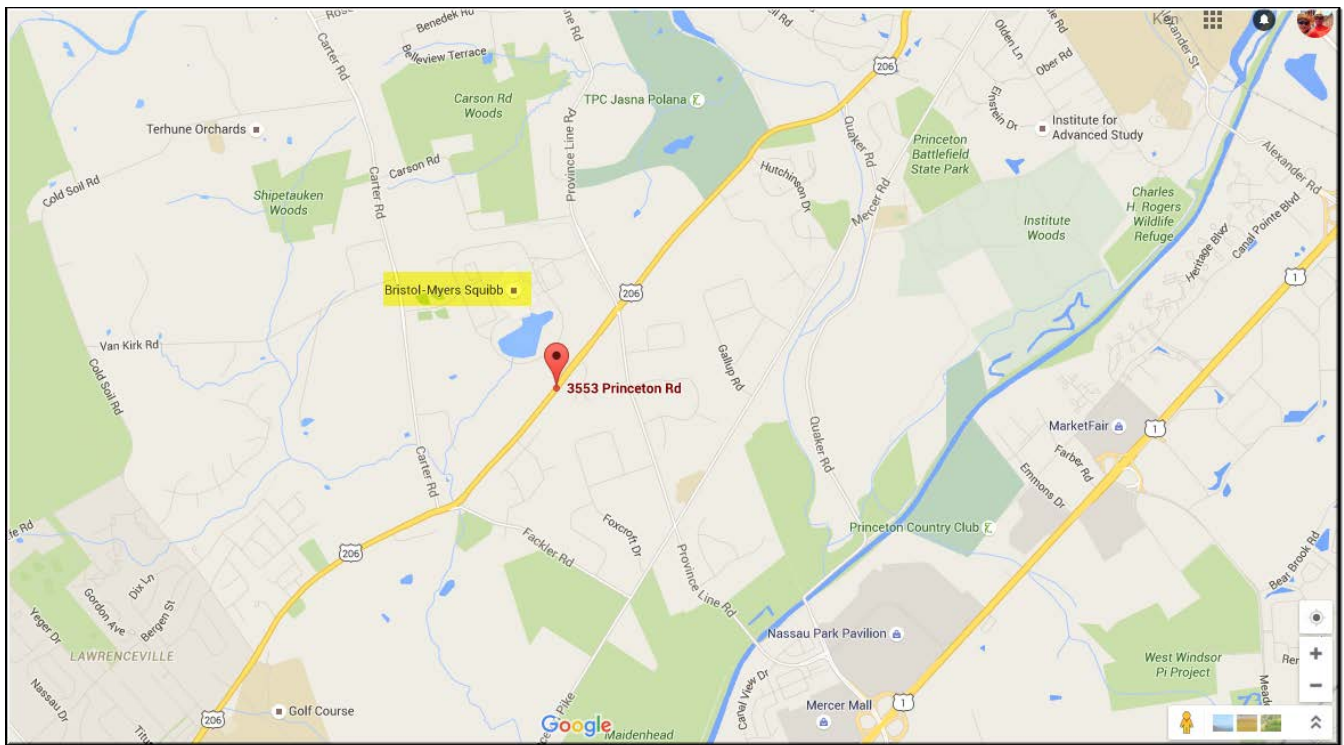 Benedek Rd
Belleview Terrace
Carter Rd
Province Line Rd
206
Carson Rd
Woods
TPC Jasna Polana
Terhune Orchards
Cold Soil Rd
Carson Rd
Shipetauken
Woods
Carter Rd
Hutchinson Dr
Quaker Rd
Mercer Rd
Princeton
Battlefield
State Park
Einstein Dr
Olden Ln
Ober Rd
Ken
Alexander St
Institute for
Advanced Study
Alexander Rd
Charles
H. Rogers
Wildlife
Refuge
Institute
Woods
Heritage Blvd
Canal Pointe Blvd
1
Bristol-Myers Squibb
206
Van Kirk Rd
Cold Soil Rd
3553 Princeton Rd
Gallup Rd
Quaker Rd
MarketFair
1
Farber Rd
Emmons Dr
Carter Rd
206
Fackler Rd
Foxcroft Dr
Province Line Rd
Princeton Country Club
Bear Brook Rd
Dix Ln
Gordon Ave
Bergen St
Yeger Dr
LAWRENCEVILLE
Nassau Dr
Nassau Park Pavilion
West Windsor
Pi Project
Canal View Dr
Mercer Mall
1
Golf Course
206
Pike
Google
Maidenhead